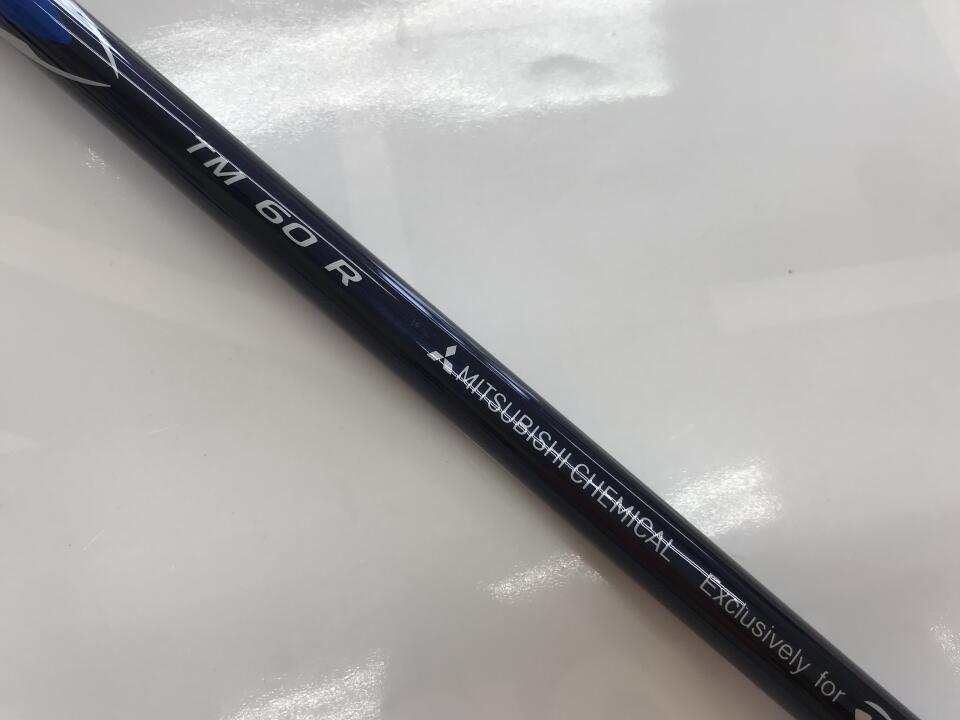 TM 60 R
MITSUBISHI CHEMICAL
Exclusively for